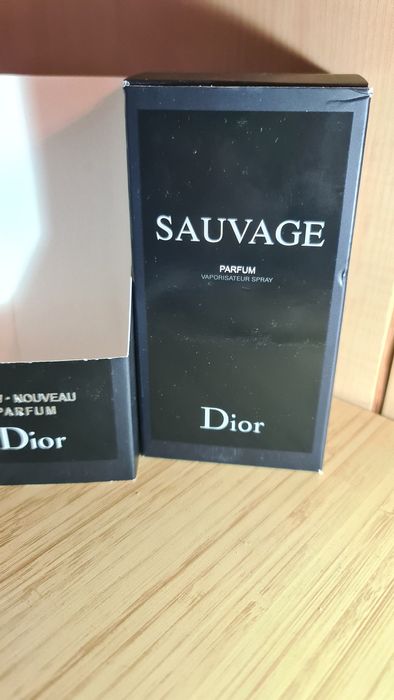 SAUVAGE
PARFUM
VAPORISATEUR SPRAY
Dior
- NOUVEAU
PARFUM
Dior